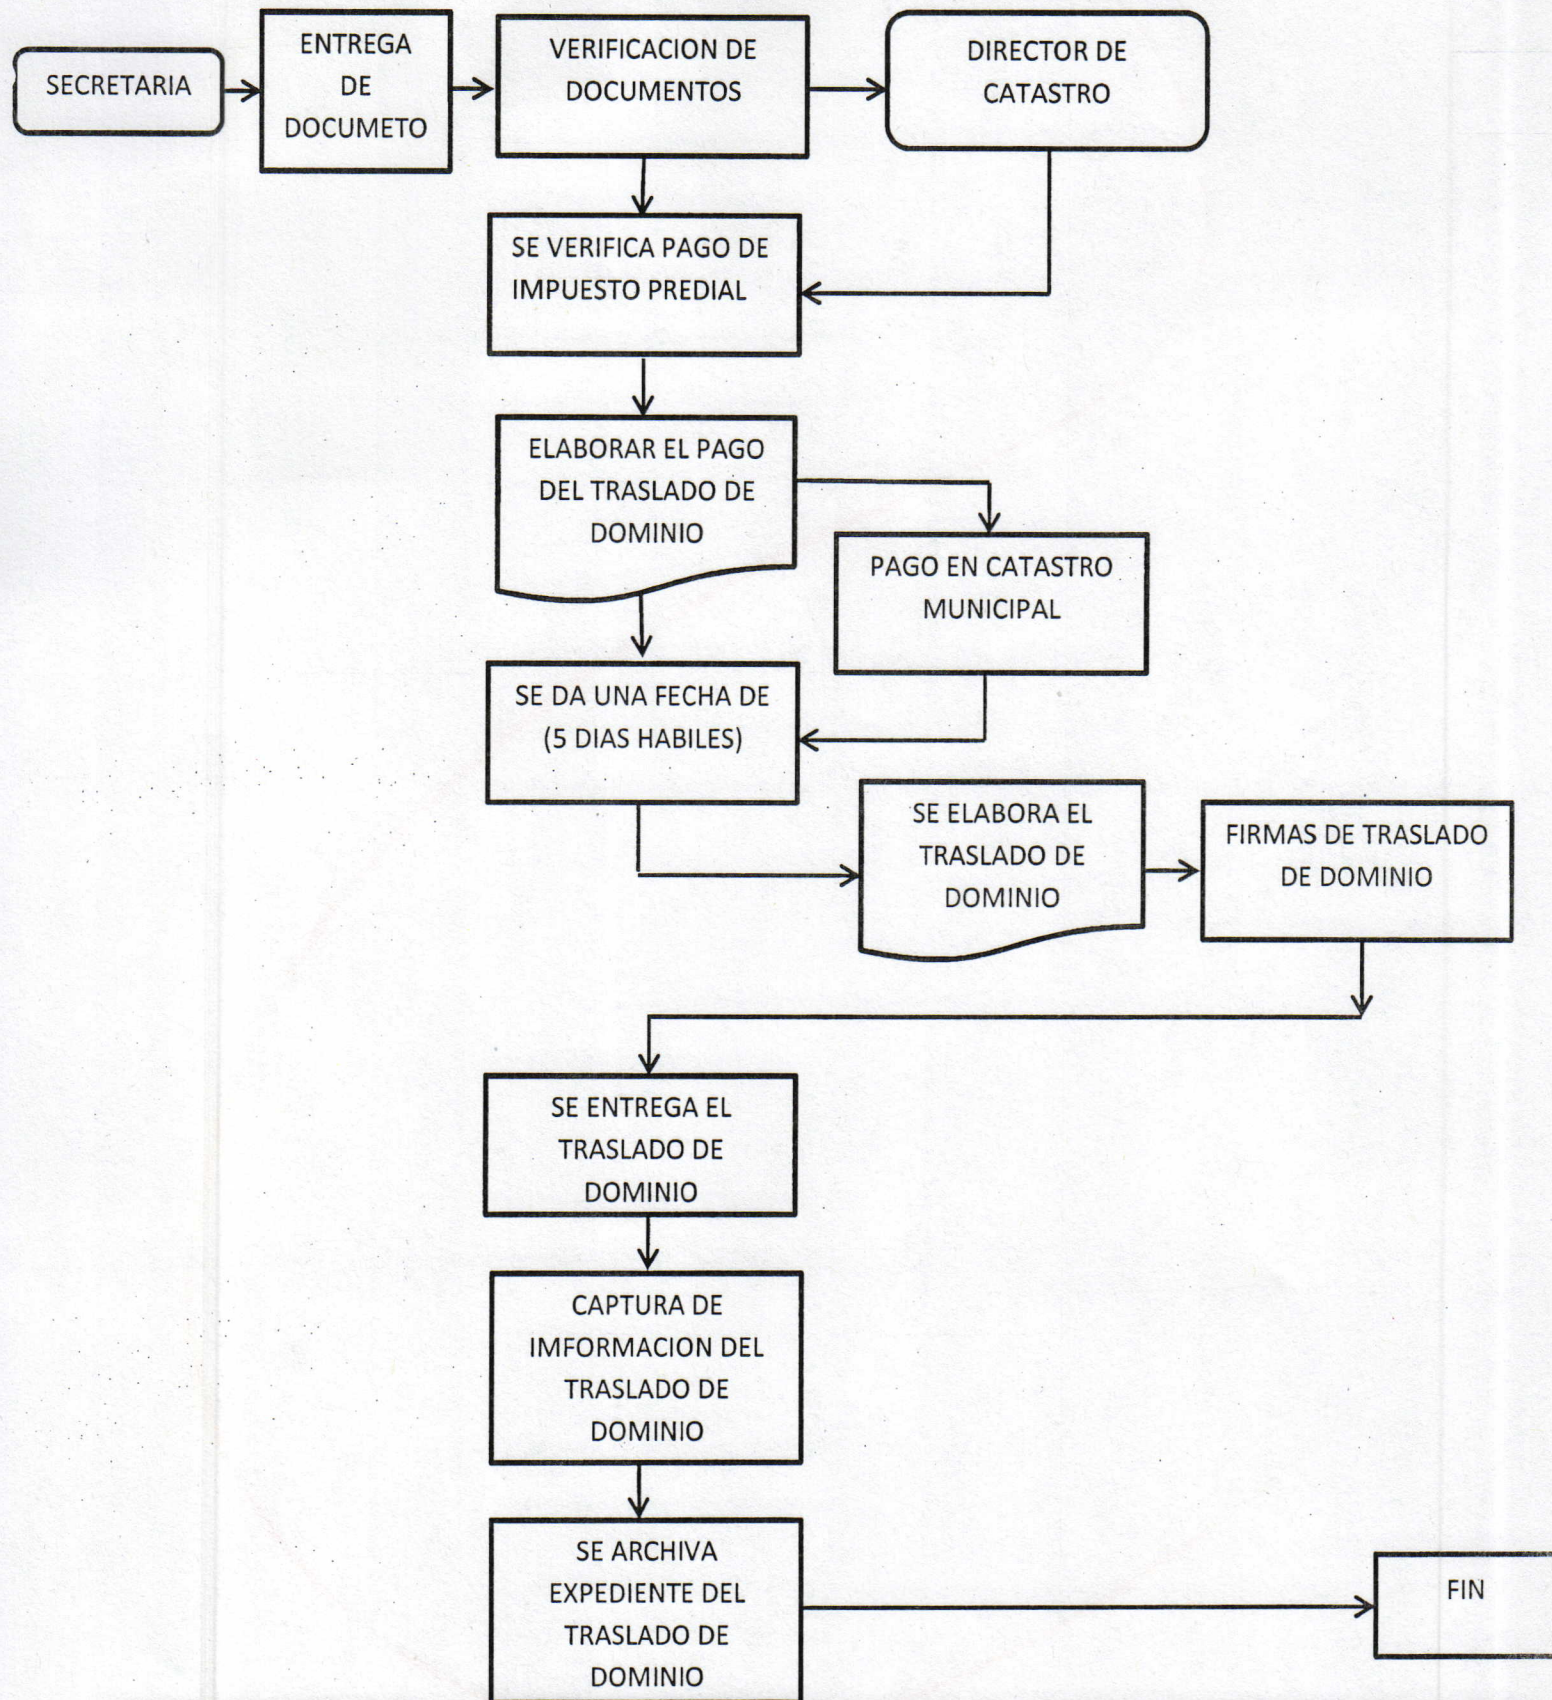 SECRETARIA
ENTREGA
DE
DOCUMETO
VERIFICACION DE
DOCUMENTOS
DIRECTOR DE
CATASTRO
SE VERIFICA PAGO DE
IMPUESTO PREDIAL
ELABORAR EL PAGO
DEL TRASLADO DE
DOMINIO
PAGO EN CATASTRO
MUNICIPAL
SE DA UNA FECHA DE
(5 DIAS HABILES)
SE ELABORA EL
TRASLADO DE
DOMINIO
FIRMAS DE TRASLADO
DE DOMINIO
SE ENTREGA EL
TRASLADO DE
DOMINIO
CAPTURA DE
IMFORMACION DEL
TRASLADO DE
DOMINIO
SE ARCHIVA
EXPEDIENTE DEL
TRASLADO DE
DOMINIO
FIN